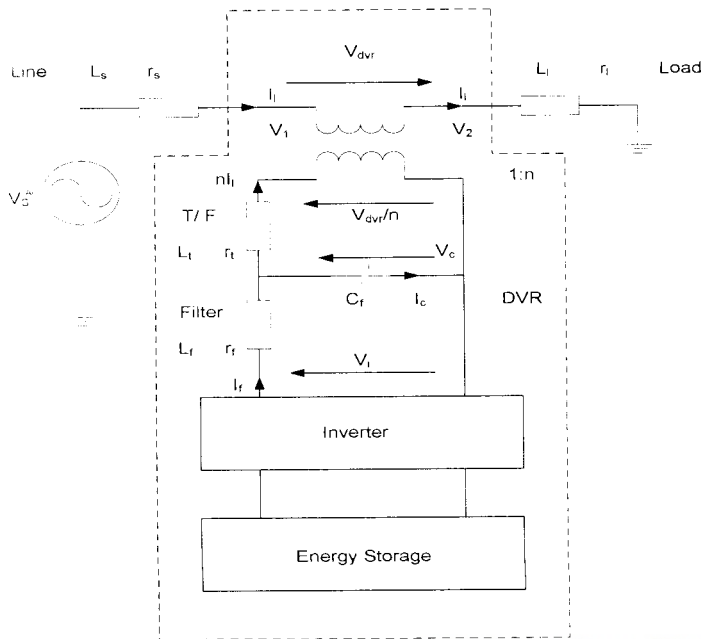 V_dvr
Line L_s r_s I_l I_l L_l r_l Load
V_1 V_2
nI_l 1:n
V_s
T/ F V_dvr/n
L_t r_t V_c
C_f I_c DVR
Filter
L_f r_f V_i
I_f
Inverter
Energy Storage